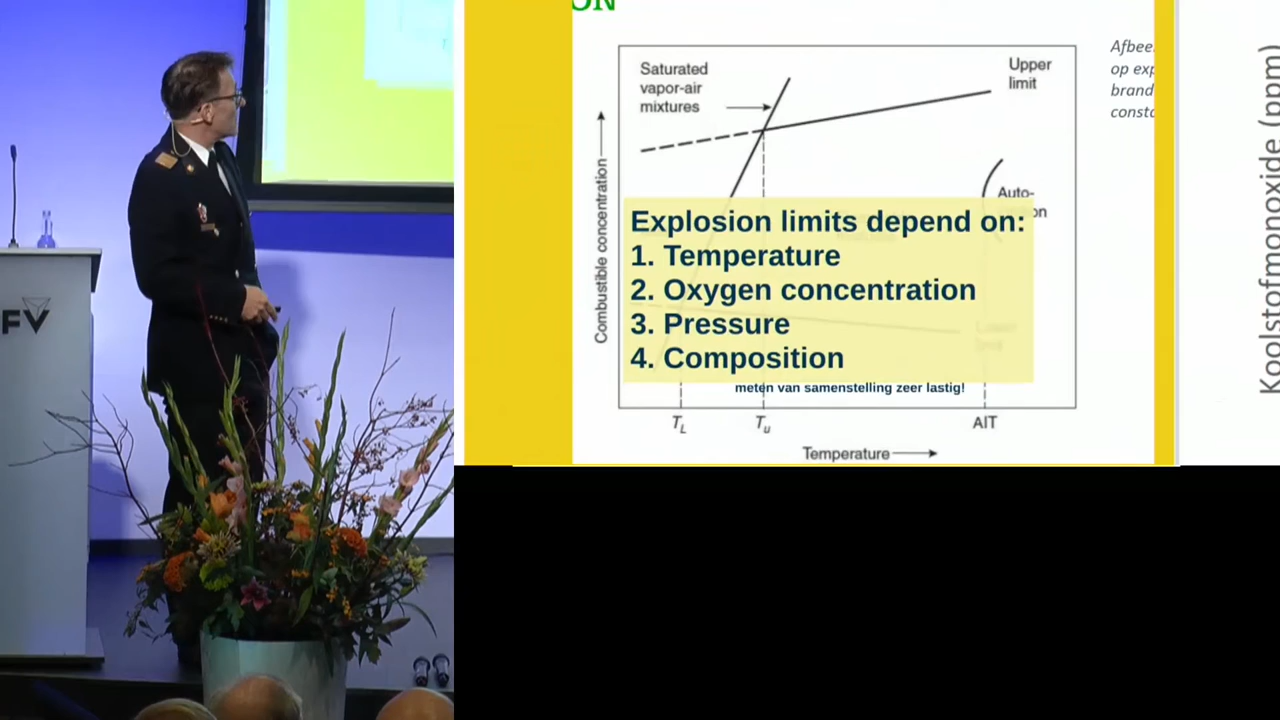 ON
Saturated
vapor-air
mixtures
Upper
limit
Afbee
op exp
brand
consta
Combustible concentration
Auto-
on
Explosion limits depend on:
1. Temperature
2. Oxygen concentration
3. Pressure
4. Composition
meten van samenstelling zeer lastig!
TL
Tu
AIT
Temperature
Koolstofmonoxide (ppm)
FV